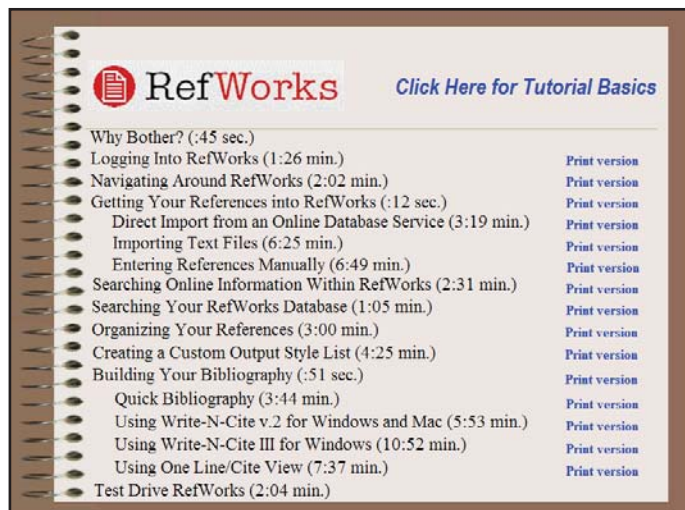 RefWorks
Click Here for Tutorial Basics
Why Bother? (:45 sec.)
Logging Into RefWorks (1:26 min.) Print version
Navigating Around RefWorks (2:02 min.) Print version
Getting Your References into RefWorks (:12 sec.) Print version
Direct Import from an Online Database Service (3:19 min.) Print version
Importing Text Files (6:25 min.) Print version
Entering References Manually (6:49 min.) Print version
Searching Online Information Within RefWorks (2:31 min.) Print version
Searching Your RefWorks Database (1:05 min.) Print version
Organizing Your References (3:00 min.) Print version
Creating a Custom Output Style List (4:25 min.) Print version
Building Your Bibliography (:51 sec.) Print version
Quick Bibliography (3:44 min.) Print version
Using Write-N-Cite v.2 for Windows and Mac (5:53 min.) Print version
Using Write-N-Cite III for Windows (10:52 min.) Print version
Using One Line/Cite View (7:37 min.) Print version
Test Drive RefWorks (2:04 min.)